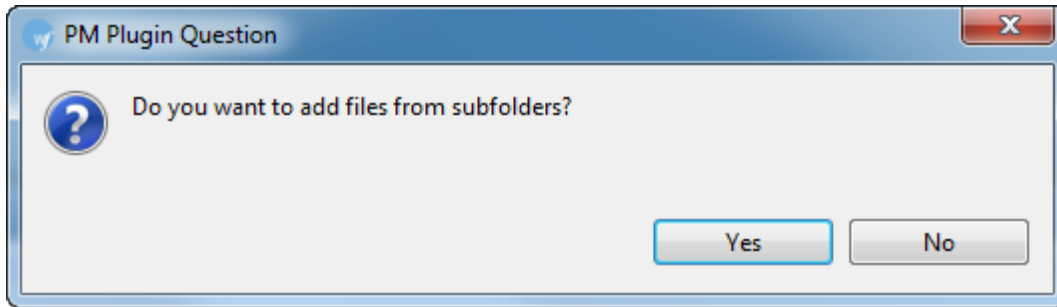 PM Plugin Question
Do you want to add files from subfolders?
Yes
No